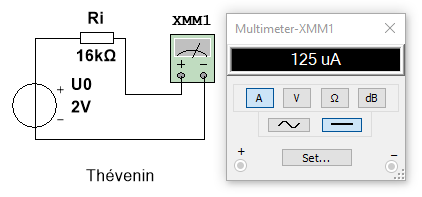 Ri
16kΩ
XMM1
+ −
+ U0
− 2V
Thévenin
Multimeter-XMM1 ×
125 uA
A V Ω dB
+ Set... −